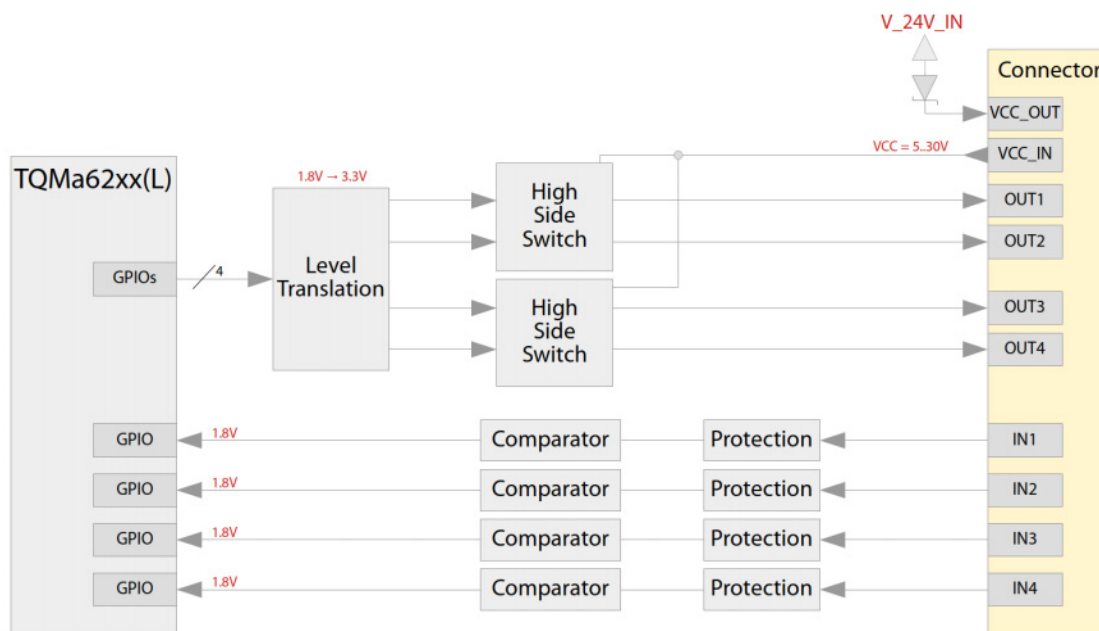 V_24V_IN
Connector
VCC_OUT
VCC = 5..30V
VCC_IN
TQMa62xx(L)
1.8V → 3.3V
High
Side
Switch
OUT1
OUT2
GPIOs
4
Level
Translation
High
Side
Switch
OUT3
OUT4
GPIO
1.8V
Comparator
Protection
IN1
GPIO
1.8V
Comparator
Protection
IN2
GPIO
1.8V
Comparator
Protection
IN3
GPIO
1.8V
Comparator
Protection
IN4